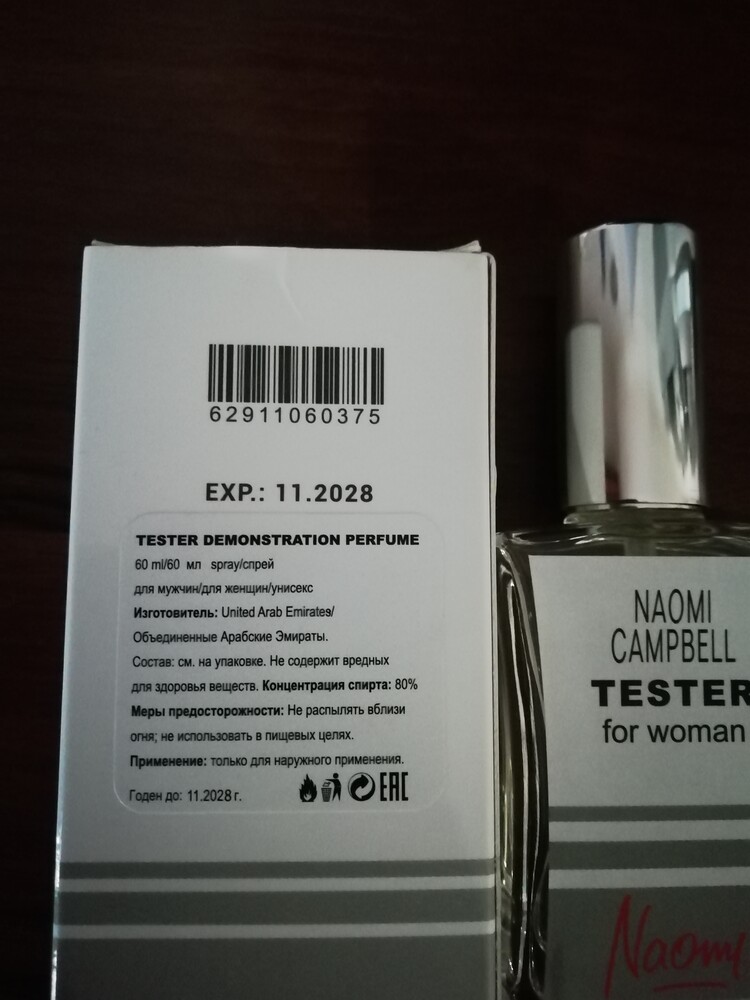 62911060375
EXP.: 11.2028
TESTER DEMONSTRATION PERFUME
60 ml/60 мл spray/спрей
для мужчин/для женщин/унисекс
Изготовитель: United Arab Emirates/
Объединенные Арабские Эмираты.
Состав: см. на упаковке. Не содержит вредных
для здоровья веществ. Концентрация спирта: 80%
Меры предосторожности: Не распылять вблизи
огня; не использовать в пищевых целях.
Применение: только для наружного применения.
Годен до: 11.2028 г.
EAC
NAOMI
CAMPBELL
TESTER
for woman
Naomi